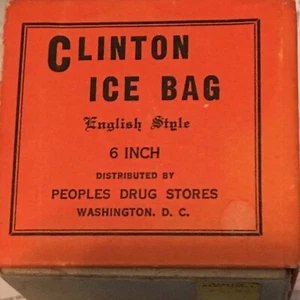 CLINTON
ICE BAG
English Style
6 INCH
DISTRIBUTED BY
PEOPLES DRUG STORES
WASHINGTON, D. C.